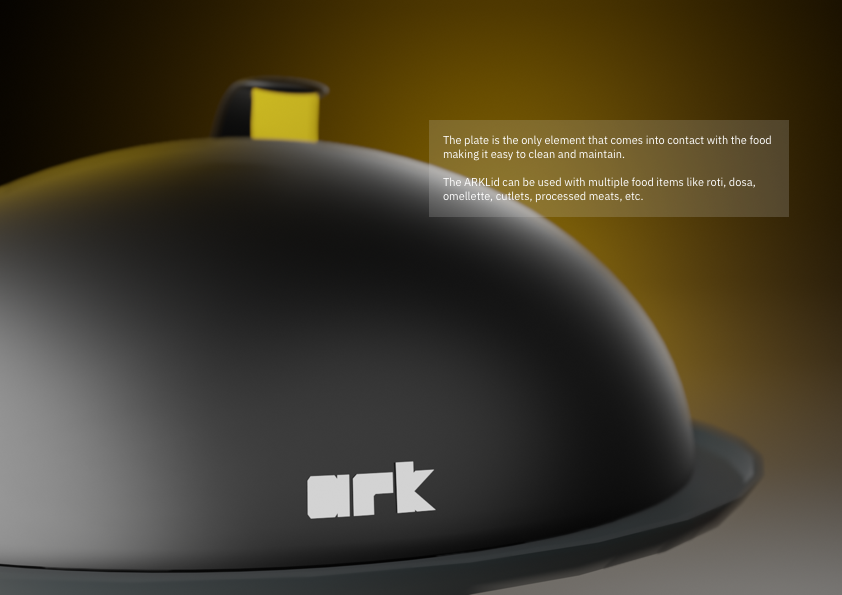 The plate is the only element that comes into contact with the food
making it easy to clean and maintain.
The ARKLid can be used with multiple food items like roti, dosa,
omellette, cutlets, processed meats, etc.
ark